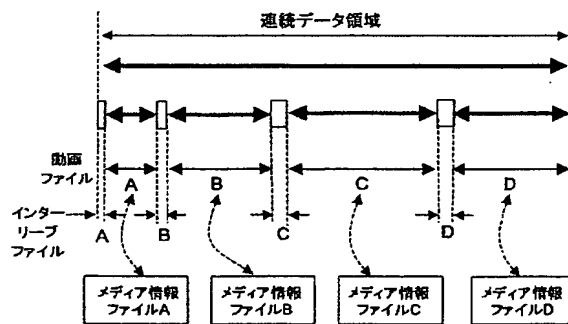 連続データ領域
動画
ファイル
A
B
C
D
インター
リーブ
ファイル
A
B
C
D
メディア情報
ファイルA
メディア情報
ファイルB
メディア情報
ファイルC
メディア情報
ファイルD